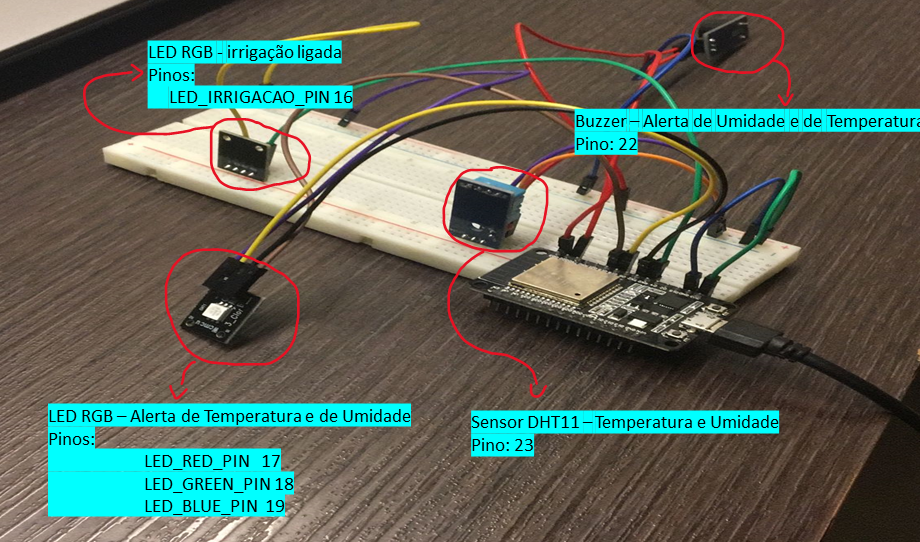 LED RGB - irrigação ligada
Pinos:
LED_IRRIGACAO_PIN 16
Buzzer – Alerta de Umidade e de Temperatura
Pino: 22
LED RGB – Alerta de Temperatura e de Umidade
Pinos:
LED_RED_PIN 17
LED_GREEN_PIN 18
LED_BLUE_PIN 19
Sensor DHT11 – Temperatura e Umidade
Pino: 23